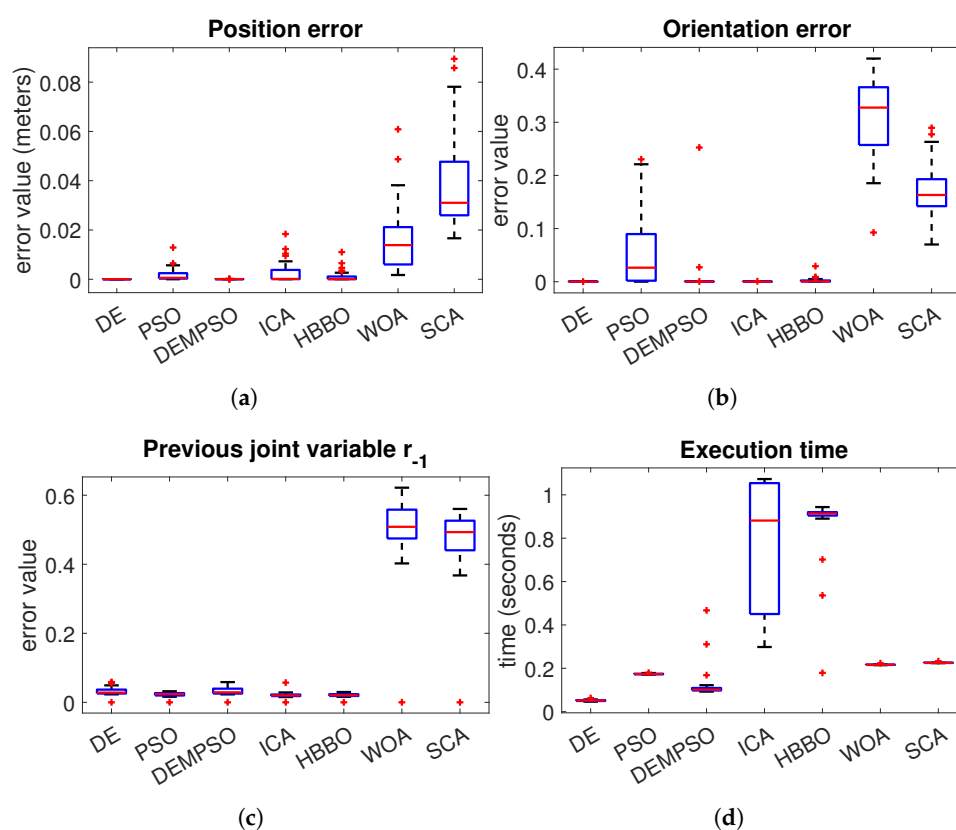 Position error
error value (meters)
0.08
0.06
0.04
0.02
0
DE PSO DEMPSO ICA HBBO WOA SCA
(a)
Orientation error
error value
0.4
0.3
0.2
0.1
0
DE PSO DEMPSO ICA HBBO WOA SCA
(b)
Previous joint variable r-1
error value
0.6
0.4
0.2
0
DE PSO DEMPSO ICA HBBO WOA SCA
(c)
Execution time
time (seconds)
1
0.8
0.6
0.4
0.2
0
DE PSO DEMPSO ICA HBBO WOA SCA
(d)